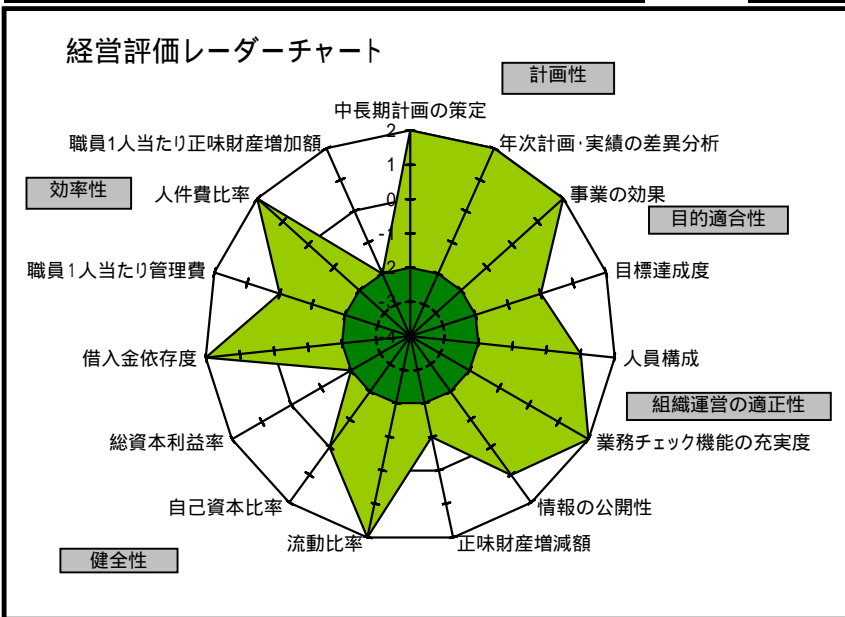 経営評価レーダーチャート
計画性
中長期計画の策定
年次計画・実績の差異分析
事業の効果
目的適合性
目標達成度
人員構成
組織運営の適正性
業務チェック機能の充実度
情報の公開性
正味財産増減額
流動比率
健全性
自己資本比率
総資本利益率
借入金依存度
職員1人当たり管理費
効率性
人件費比率
職員1人当たり正味財産増加額
2
1
0
-1
-2
-3
-4